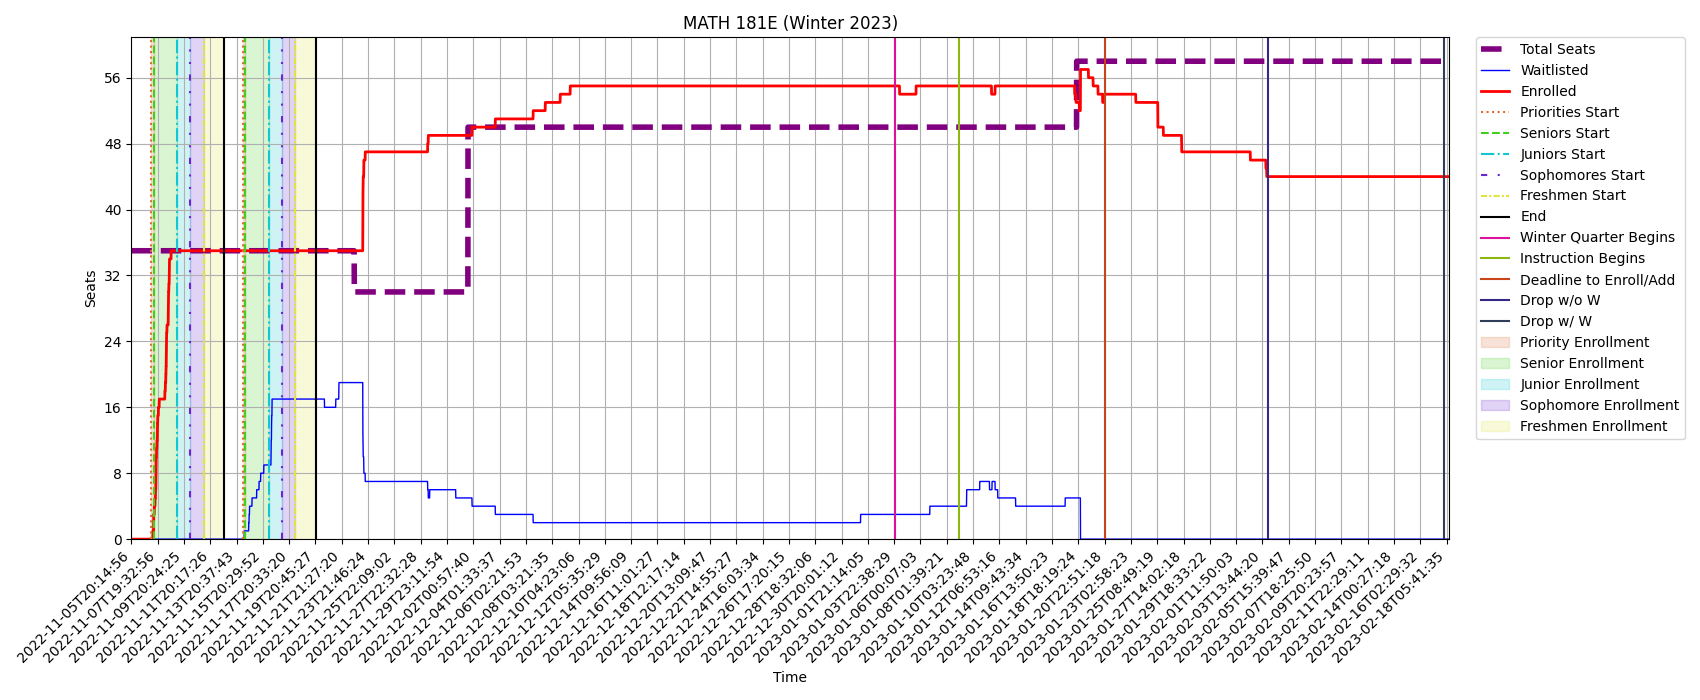 MATH 181E (Winter 2023)
Seats
56
48
40
32
24
16
8
0
2022-11-05T20:14:56
2022-11-07T19:32:56
2022-11-09T20:24:25
2022-11-11T20:17:26
2022-11-13T20:37:43
2022-11-15T20:29:52
2022-11-17T20:33:20
2022-11-19T20:45:27
2022-11-21T21:27:20
2022-11-23T21:46:24
2022-11-25T22:09:02
2022-11-27T22:32:28
2022-11-29T23:11:54
2022-12-02T00:57:40
2022-12-04T01:33:37
2022-12-06T02:21:53
2022-12-08T03:21:35
2022-12-10T04:23:06
2022-12-12T05:35:29
2022-12-14T09:56:09
2022-12-16T11:01:27
2022-12-18T12:17:14
2022-12-20T13:09:47
2022-12-22T14:55:27
2022-12-24T16:03:34
2022-12-26T17:20:15
2022-12-28T18:32:06
2022-12-30T20:01:12
2023-01-01T21:14:05
2023-01-03T22:38:29
2023-01-06T00:07:03
2023-01-08T01:39:21
2023-01-10T03:23:48
2023-01-12T06:53:16
2023-01-14T09:43:34
2023-01-16T13:50:23
2023-01-18T18:19:24
2023-01-20T22:51:18
2023-01-23T02:58:23
2023-01-25T08:49:19
2023-01-27T14:02:18
2023-01-29T18:33:22
2023-02-01T11:50:03
2023-02-03T13:44:20
2023-02-05T15:39:47
2023-02-07T18:25:50
2023-02-09T20:23:57
2023-02-11T22:29:11
2023-02-14T00:27:18
2023-02-16T02:29:32
2023-02-18T05:41:35
Time
Total Seats
Waitlisted
Enrolled
Priorities Start
Seniors Start
Juniors Start
Sophomores Start
Freshmen Start
End
Winter Quarter Begins
Instruction Begins
Deadline to Enroll/Add
Drop w/o W
Drop w/ W
Priority Enrollment
Senior Enrollment
Junior Enrollment
Sophomore Enrollment
Freshmen Enrollment